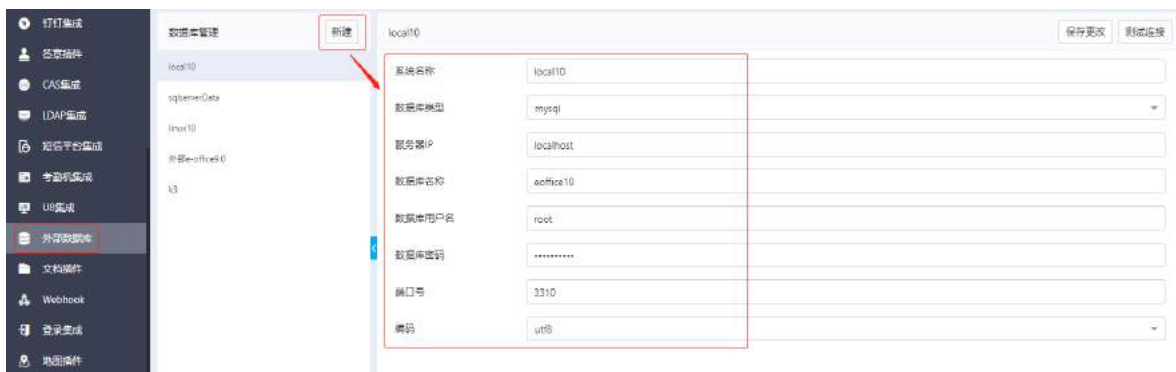 钉钉集成
签章插件
CAS集成
LDAP集成
短信平台集成
考勤机集成
U8集成
外部数据库
文档插件
Webhook
登录集成
地图插件
数据库管理
新建
local10
sqlserverData
linux10
外部e-office9.0
k3
local10
保存更改
测试连接
系统名称
local10
数据库类型
mysql
服务器IP
localhost
数据库名称
eoffice10
数据库用户名
root
数据库密码
••••••••••
端口号
3310
编码
utf8